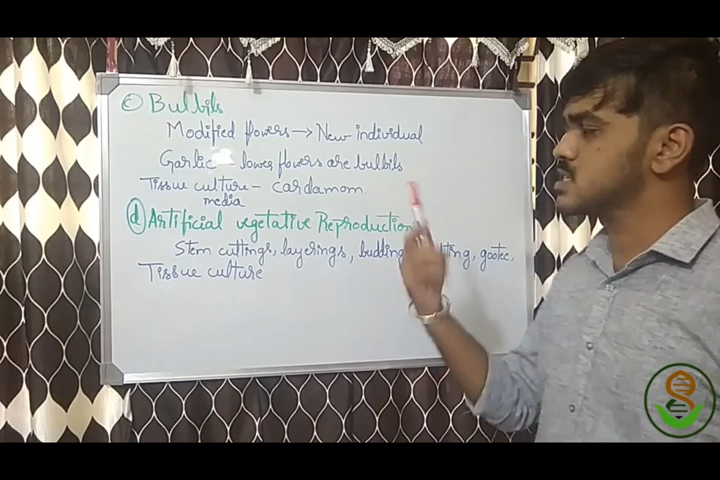 c) Bulbils
Modified flowers → New individual
Garlic - lower flowers are bulbils
Tissue culture - cardamom
media
d) Artificial vegetative Reproduction
Stem cuttings, layerings, budding, gootee,
Tissue culture